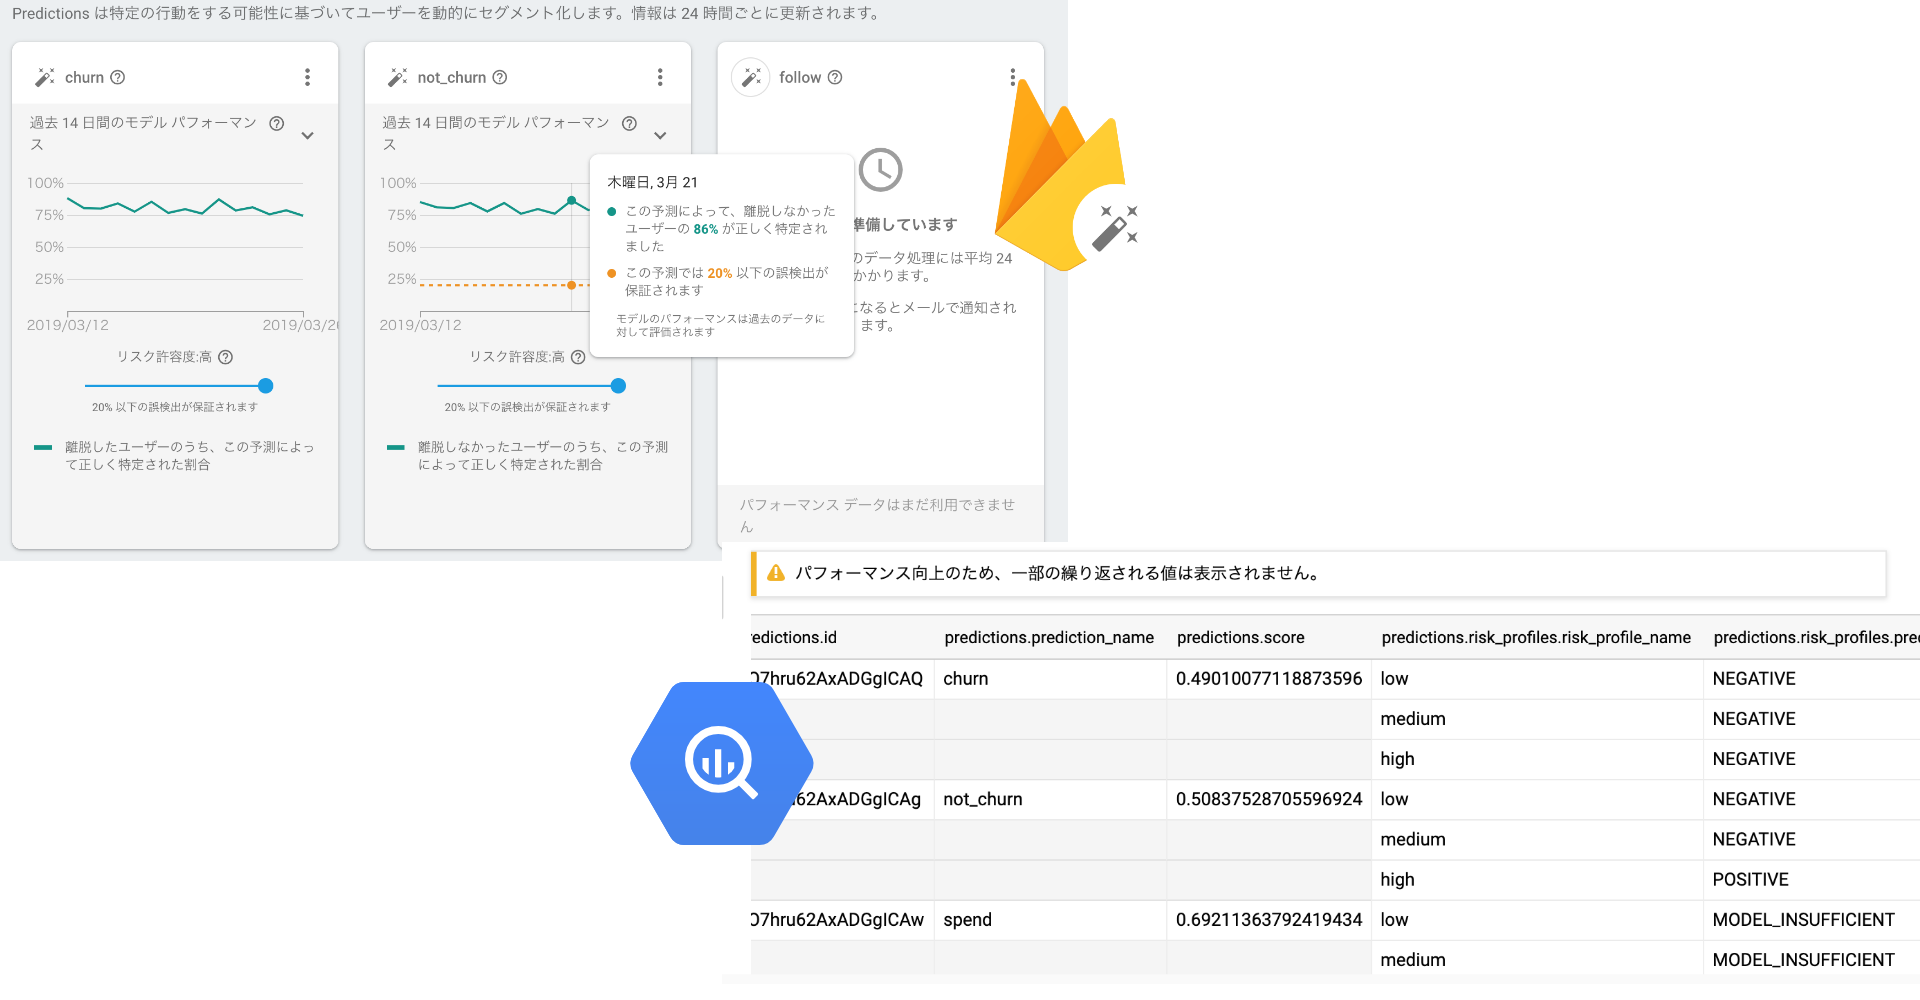 Predictions は特定の行動をする可能性に基づいてユーザーを動的にセグメント化します。情報は 24 時間ごとに更新されます。
churn
過去 14 日間のモデル パフォーマン
ス
100%
75%
50%
25%
2019/03/12
2019/03/2
リスク許容度:高
20% 以下の誤検出が保証されます
離脱したユーザーのうち、この予測によっ
て正しく特定された割合
not_churn
過去 14 日間のモデル パフォーマン
ス
100%
75%
50%
25%
2019/03/12
リスク許容度:高
20% 以下の誤検出が保証されます
離脱しなかったユーザーのうち、この予測
によって正しく特定された割合
木曜日, 3月 21
この予測によって、離脱しなかった
ユーザーの 86% が正しく特定され
ました
この予測では 20% 以下の誤検出が
保証されます
モデルのパフォーマンスは過去のデータに
対して評価されます
follow
準備しています
のデータ処理には平均 24
かかります。
になるとメールで通知され
ます。
パフォーマンス データはまだ利用できませ
ん
パフォーマンス向上のため、一部の繰り返される値は表示されません。
redictions.id predictions.prediction_name predictions.score predictions.risk_profiles.risk_profile_name predictions.risk_profiles.pre
O7hru62AxADGgICAQ churn 0.49010077118873596 low NEGATIVE
medium NEGATIVE
high NEGATIVE
u62AxADGgICAg not_churn 0.50837528705596924 low NEGATIVE
medium NEGATIVE
high POSITIVE
O7hru62AxADGgICAw spend 0.69211363792419434 low MODEL_INSUFFICIENT
medium MODEL_INSUFFICIENT